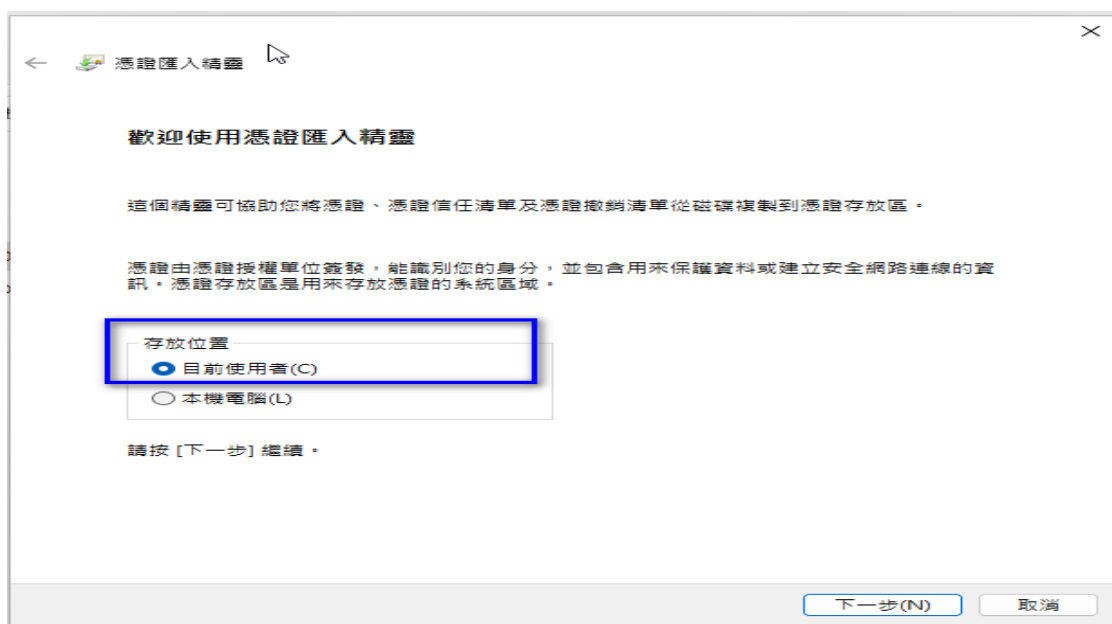 憑證匯入精靈
歡迎使用憑證匯入精靈
這個精靈可協助您將憑證、憑證信任清單及憑證撤銷清單從磁碟複製到憑證存放區。
憑證由憑證授權單位簽發，能識別您的身分，並包含用來保護資料或建立安全網路連線的資
訊。憑證存放區是用來存放憑證的系統區域。
存放位置
目前使用者(C)
本機電腦(L)
請按 [下一步] 繼續。
下一步(N)
取消